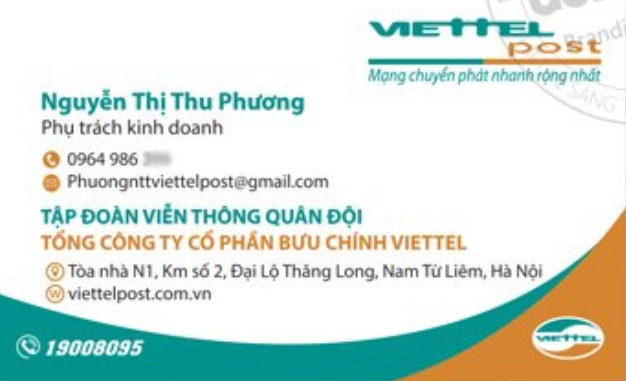 VIETTEL
post
Mạng chuyển phát nhanh rộng nhất
Nguyễn Thị Thu Phương
Phụ trách kinh doanh
0964 986
Phuongnttviettelpost@gmail.com
TẬP ĐOÀN VIỄN THÔNG QUÂN ĐỘI
TỔNG CÔNG TY CỔ PHẦN BƯU CHÍNH VIETTEL
Tòa nhà N1, Km số 2, Đại Lộ Thăng Long, Nam Từ Liêm, Hà Nội
W viettelpost.com.vn
19008095
VIETTEL